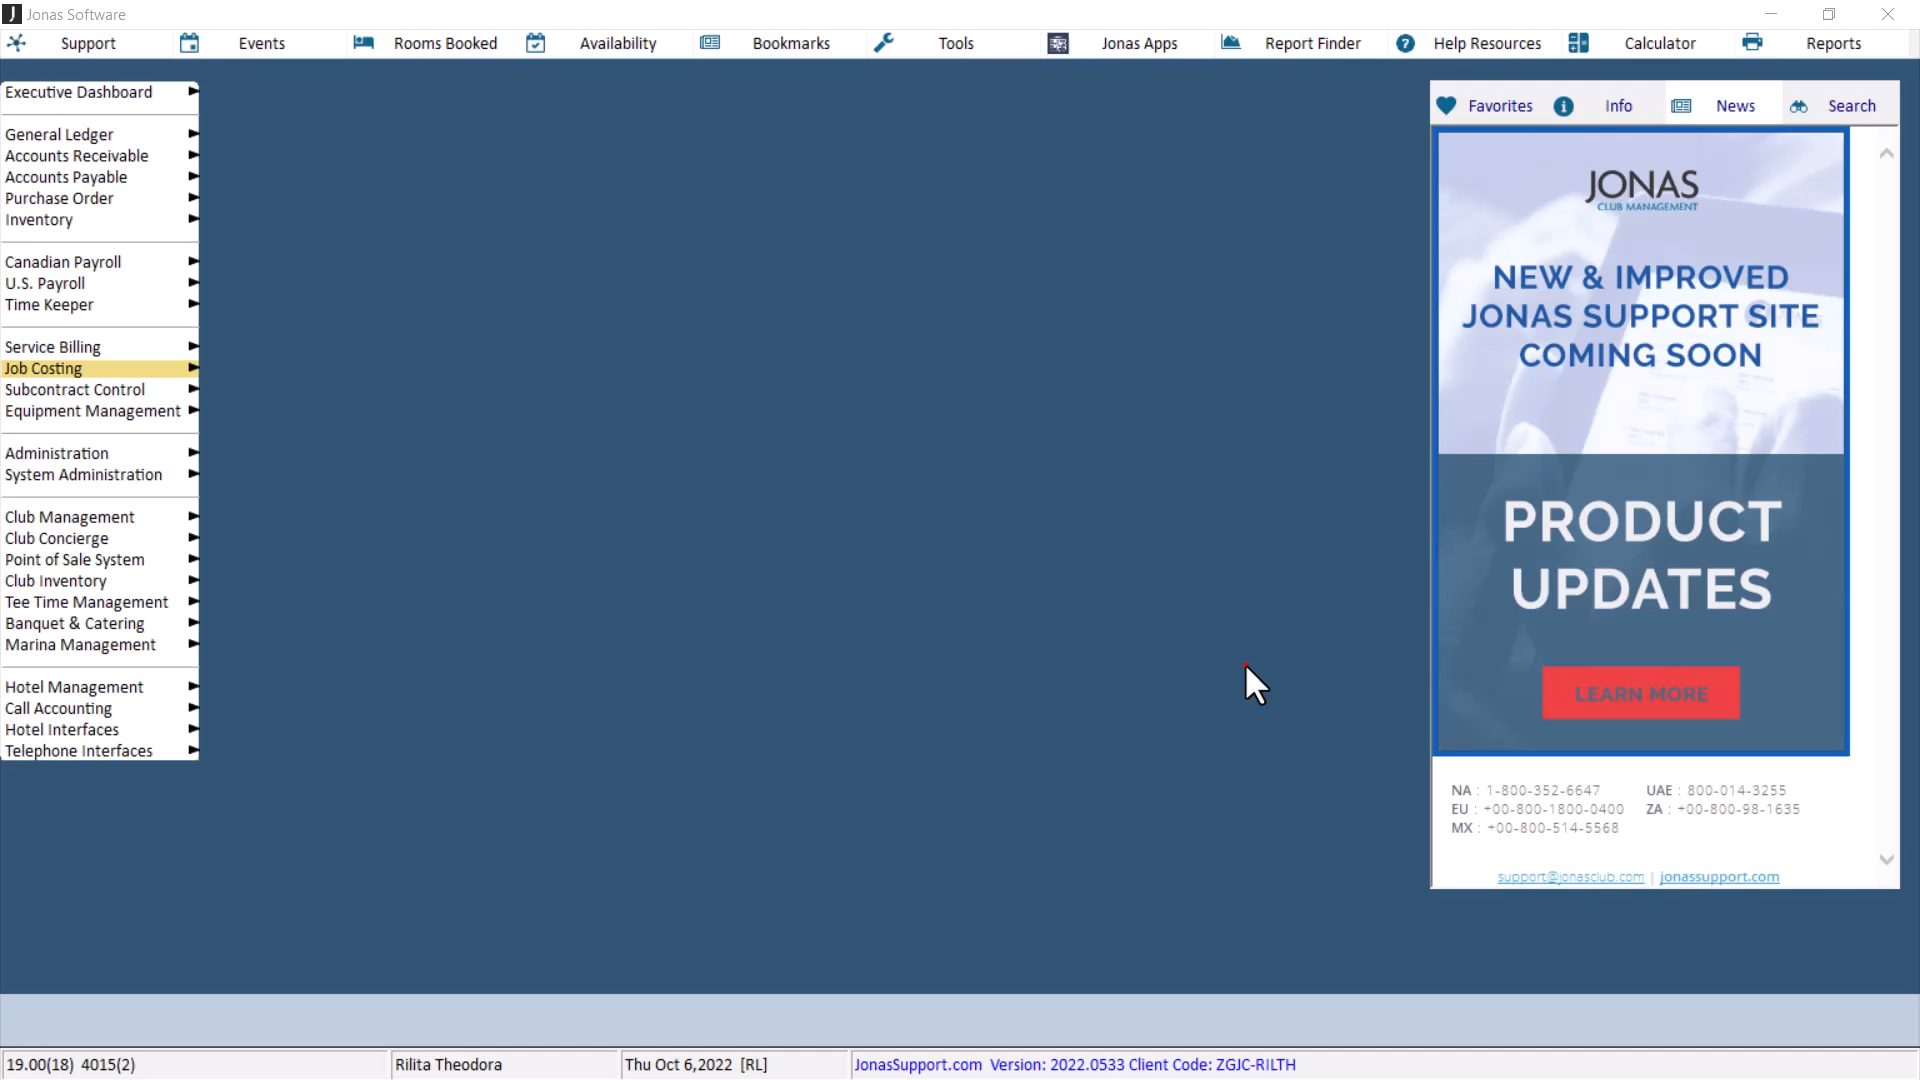 Jonas Software
Support Events Rooms Booked Availability Bookmarks Tools Jonas Apps Report Finder Help Resources Calculator Reports
Executive Dashboard
General Ledger
Accounts Receivable
Accounts Payable
Purchase Order
Inventory
Canadian Payroll
U.S. Payroll
Time Keeper
Service Billing
Job Costing
Subcontract Control
Equipment Management
Administration
System Administration
Club Management
Club Concierge
Point of Sale System
Club Inventory
Tee Time Management
Banquet & Catering
Marina Management
Hotel Management
Call Accounting
Hotel Interfaces
Telephone Interfaces
Favorites Info News Search
JONAS
CLUB MANAGEMENT
NEW & IMPROVED
JONAS SUPPORT SITE
COMING SOON
PRODUCT
UPDATES
LEARN MORE
NA : 1-800-352-6647 UAE : 800-014-3255
EU : +00-800-1800-0400 ZA : +00-800-98-1635
MX : +00-800-514-5568
support@jonasclub.com | jonassupport.com
19.00(18) 4015(2) Rilita Theodora Thu Oct 6,2022 [RL] JonasSupport.com Version: 2022.0533 Client Code: ZGJC-RILTH